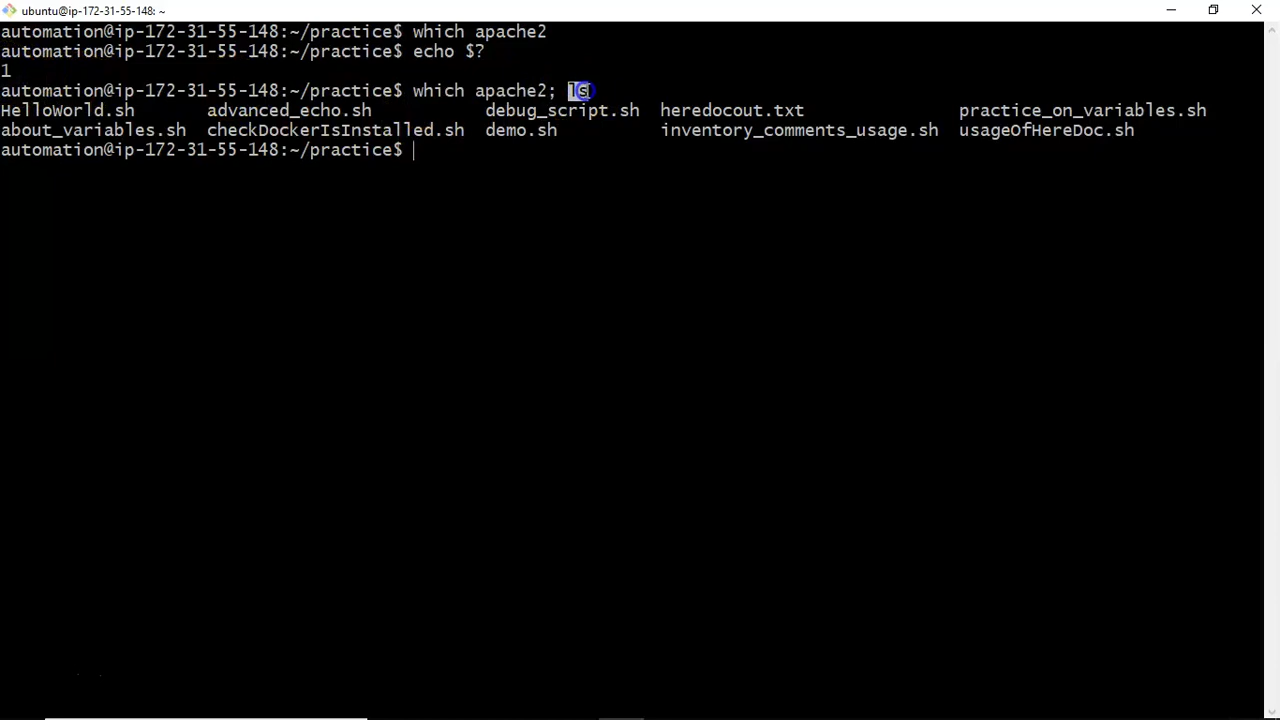 ubuntu@ip-172-31-55-148: ~
automation@ip-172-31-55-148:~/practice$ which apache2
automation@ip-172-31-55-148:~/practice$ echo $?
1
automation@ip-172-31-55-148:~/practice$ which apache2; ls
HelloWorld.sh advanced_echo.sh debug_script.sh heredocout.txt practice_on_variables.sh
about_variables.sh checkDockerIsInstalled.sh demo.sh inventory_comments_usage.sh usageOfHereDoc.sh
automation@ip-172-31-55-148:~/practice$